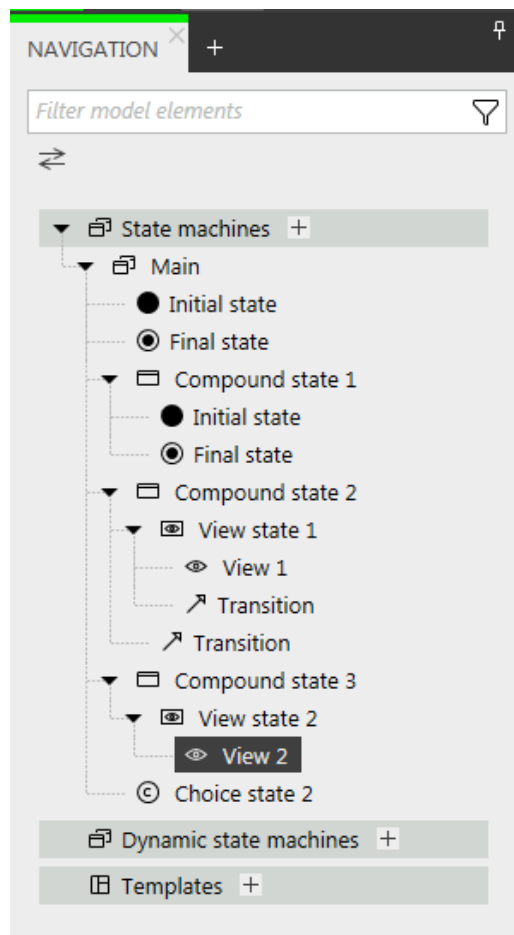 NAVIGATION
Filter model elements
State machines
Main
Initial state
Final state
Compound state 1
Initial state
Final state
Compound state 2
View state 1
View 1
Transition
Transition
Compound state 3
View state 2
View 2
Choice state 2
Dynamic state machines
Templates